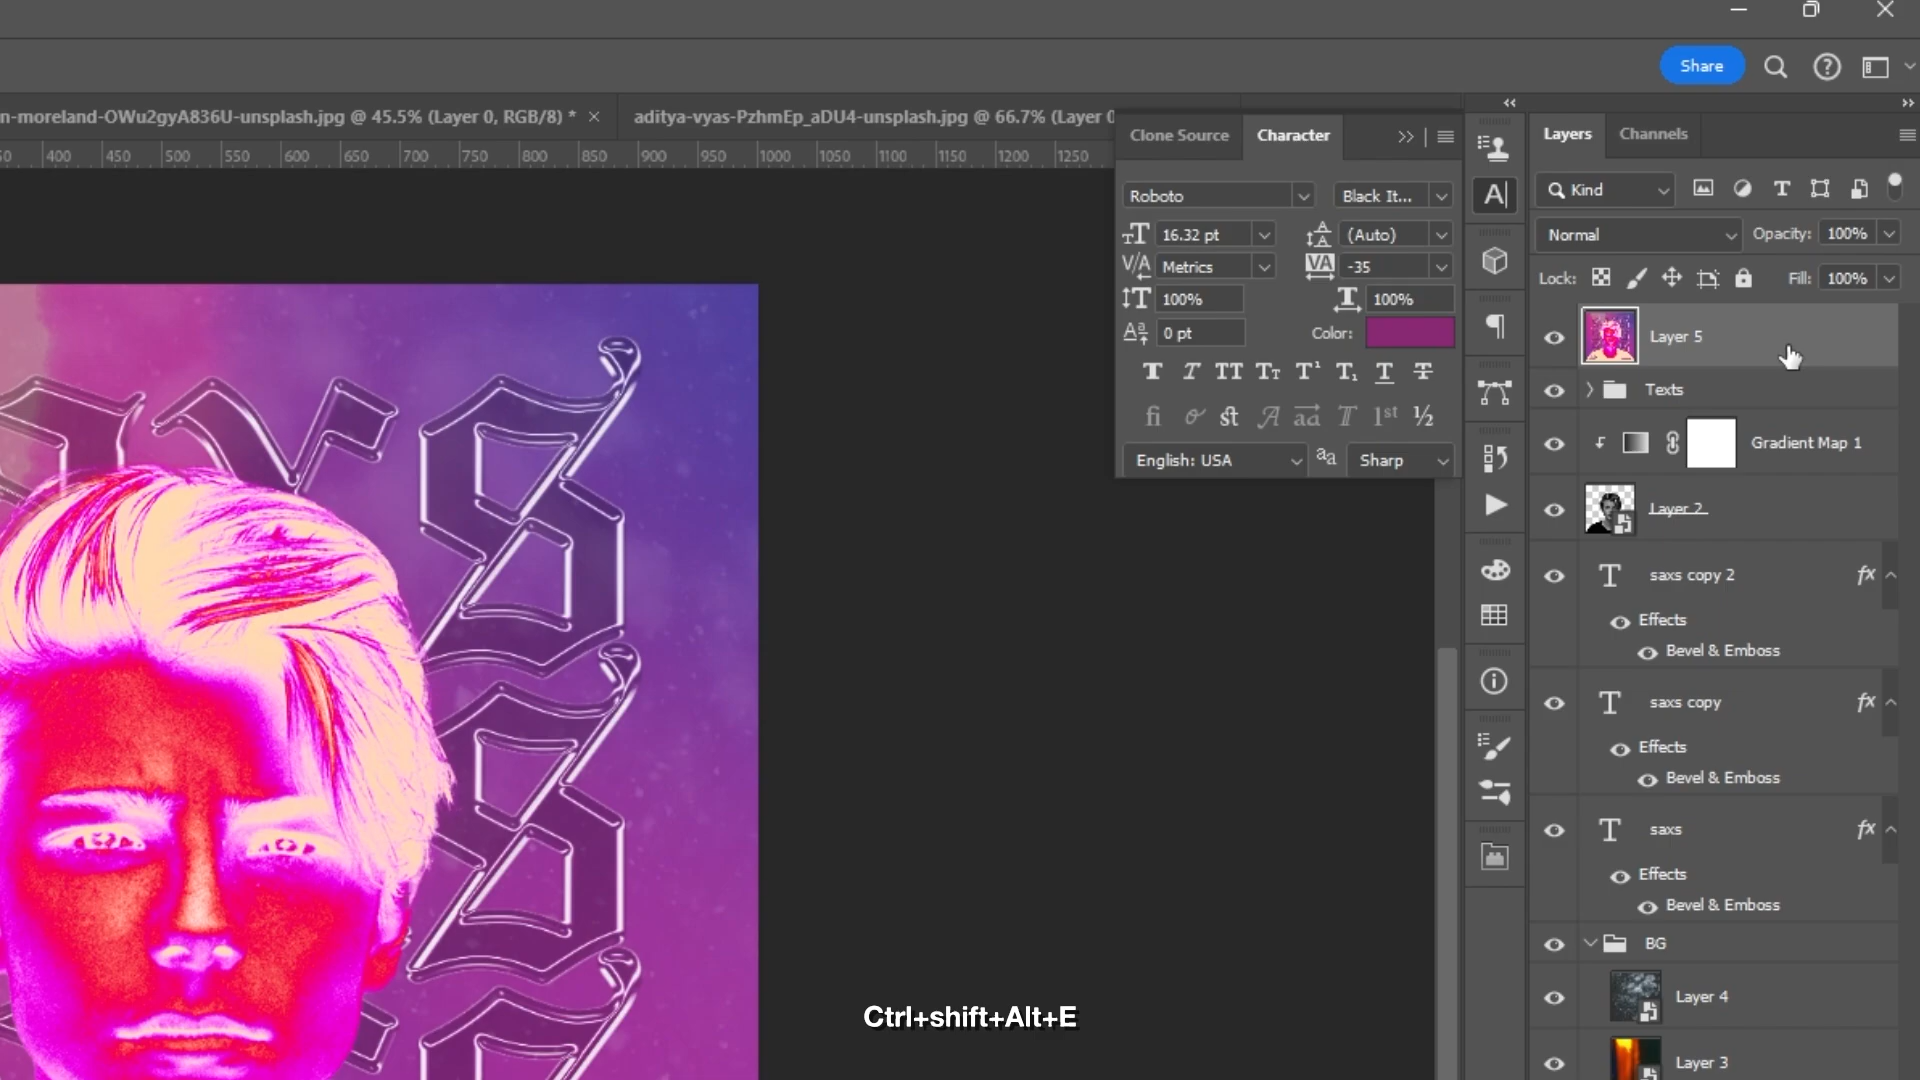 Share
n-moreland-OWu2gyA836U-unsplash.jpg @ 45.5% (Layer 0, RGB/8) *
aditya-vyas-PzhmEp_aDU4-unsplash.jpg @ 66.7% (Layer 0
50 400 450 500 550 600 650 700 750 800 850 900 950 1000 1050 1100 1150 1200 1250
Clone Source
Character
Roboto
Black It...
16.32 pt
(Auto)
Metrics
-35
100%
100%
0 pt
Color:
English: USA
Sharp
Layers
Channels
Kind
Normal
Opacity: 100%
Lock:
Fill: 100%
Layer 5
Texts
Gradient Map 1
Layer 2
saxs copy 2
fx
Effects
Bevel & Emboss
saxs copy
fx
Effects
Bevel & Emboss
saxs
fx
Effects
Bevel & Emboss
BG
Layer 4
Layer 3
Ctrl+shift+Alt+E